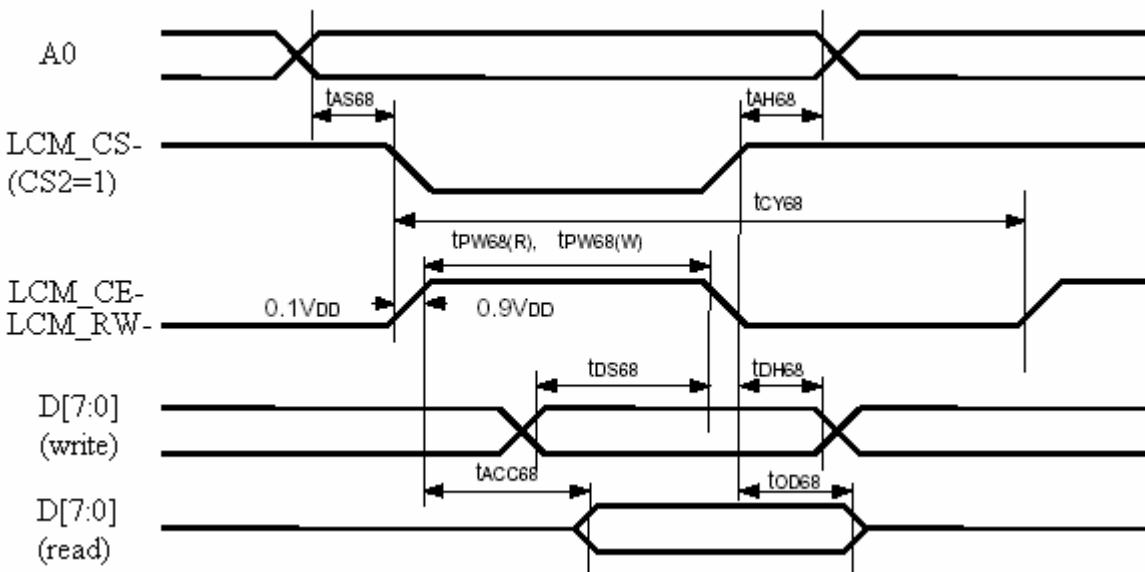 A0
tAS68
tAH68
LCM_CS-
(CS2=1)
tCY68
tPW68(R), tPW68(W)
LCM_CE-
0.1VDD
0.9VDD
LCM_RW-
tDS68
tDH68
D[7:0]
(write)
tACC68
tOD68
D[7:0]
(read)